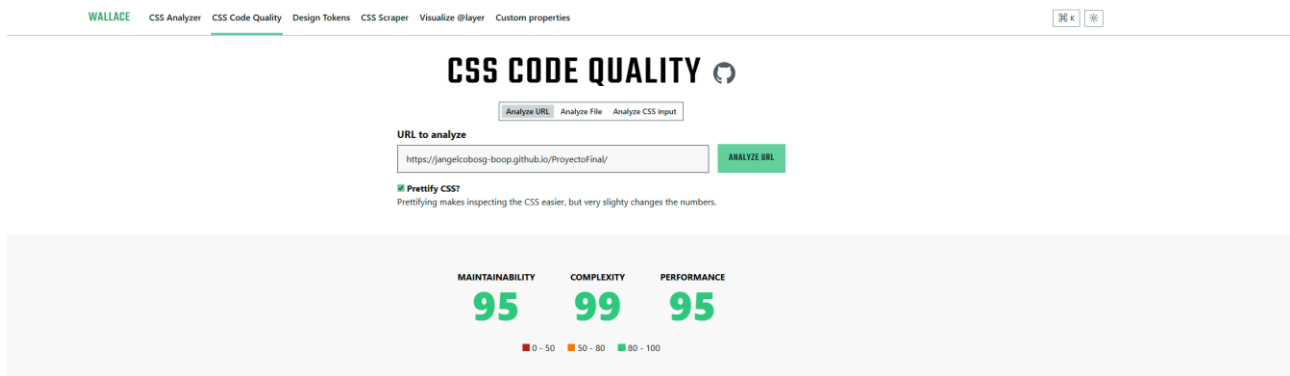 WALLACE CSS Analyzer CSS Code Quality Design Tokens CSS Scraper Visualize @layer Custom properties ⌘ K
CSS CODE QUALITY
Analyze URL Analyze File Analyze CSS input
URL to analyze
https://jangelcobosg-boop.github.io/ProyectoFinal/ ANALYZE URL
Prettify CSS?
Prettifying makes inspecting the CSS easier, but very slighty changes the numbers.
MAINTAINABILITY COMPLEXITY PERFORMANCE
95 99 95
0 - 50 50 - 80 80 - 100